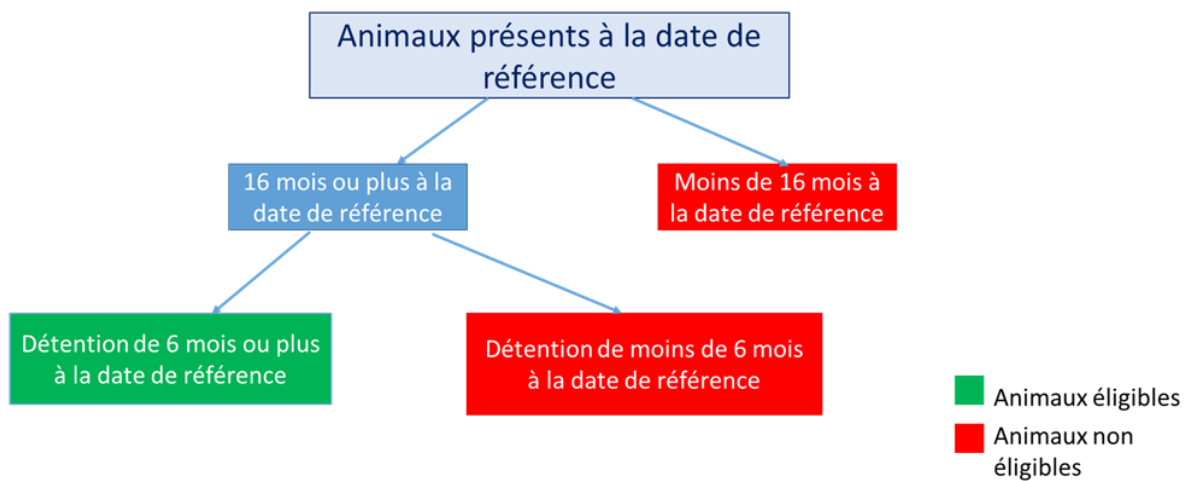 Animaux présents à la date de
référence
16 mois ou plus à la
date de référence
Moins de 16 mois à
la date de référence
Détention de 6 mois ou plus
à la date de référence
Détention de moins de 6 mois
à la date de référence
Animaux éligibles
Animaux non
éligibles